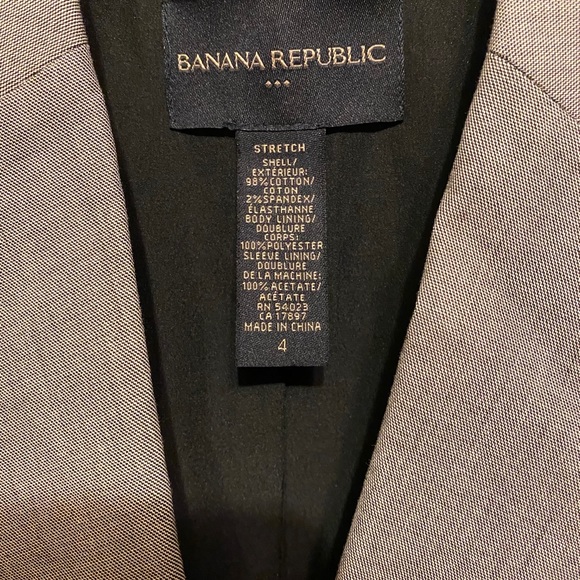 BANANA REPUBLIC
STRETCH
SHELL/
EXTÉRIEUR:
98%COTTON/
COTON
2%SPANDEX/
ÉLASTHANNE
BODY LINING/
DOUBLURE
CORPS:
100%POLYESTER
SLEEVE LINING/
DOUBLURE
DE LA MACHINE:
100%ACETATE/
ACÉTATE
RN 54023
CA 17897
MADE IN CHINA
4